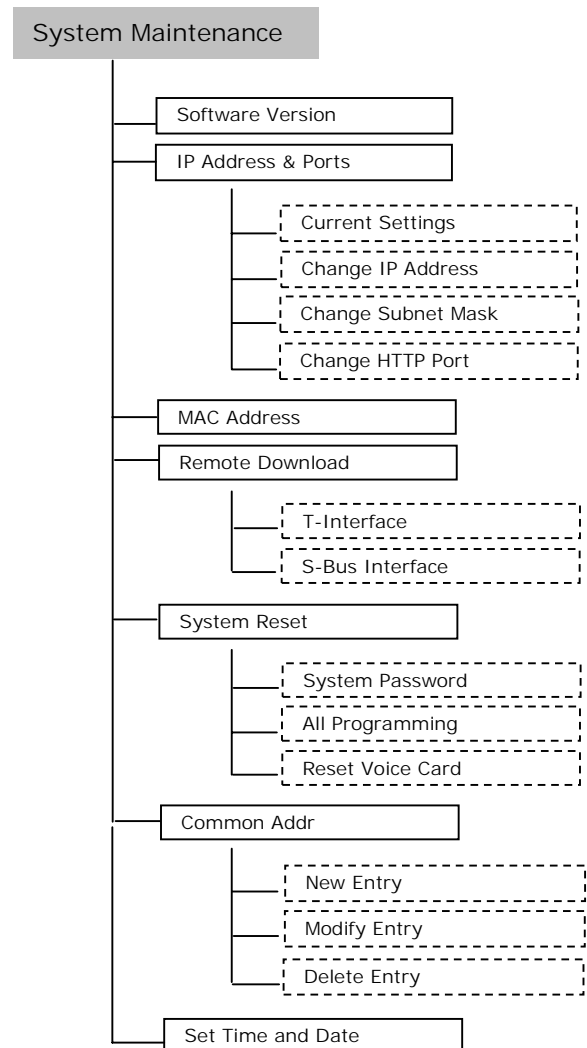 System Maintenance
Software Version
IP Address & Ports
Current Settings
Change IP Address
Change Subnet Mask
Change HTTP Port
MAC Address
Remote Download
T-Interface
S-Bus Interface
System Reset
System Password
All Programming
Reset Voice Card
Common Addr
New Entry
Modify Entry
Delete Entry
Set Time and Date